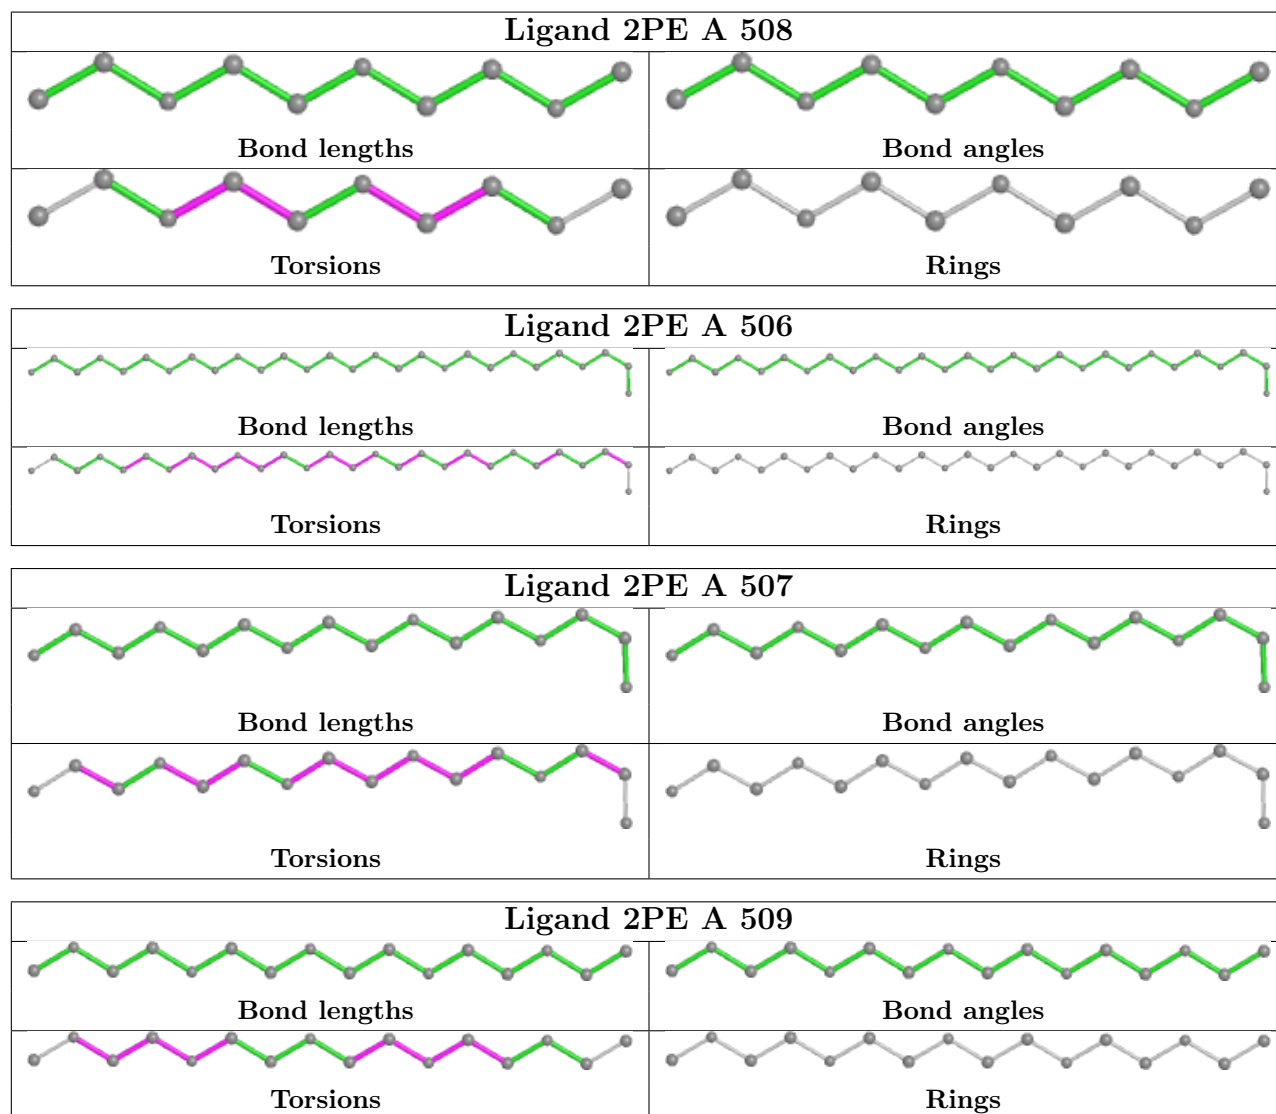 Ligand 2PE A 508
Bond lengths Bond angles
Torsions Rings
Ligand 2PE A 506
Bond lengths Bond angles
Torsions Rings
Ligand 2PE A 507
Bond lengths Bond angles
Torsions Rings
Ligand 2PE A 509
Bond lengths Bond angles
Torsions Rings